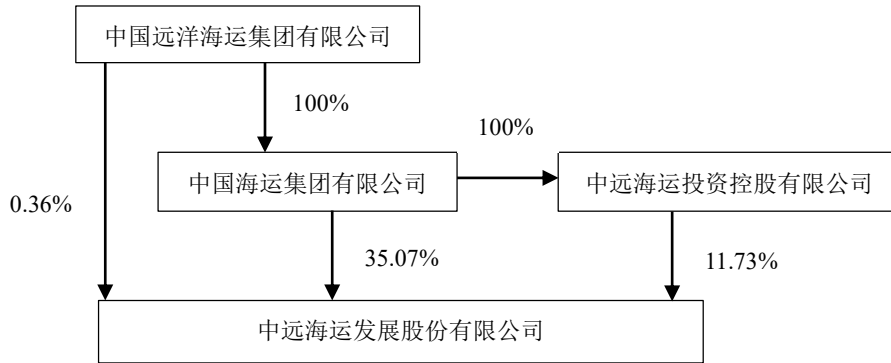 中国远洋海运集团有限公司
100%
100%
中国海运集团有限公司
中远海运投资控股有限公司
0.36%
35.07%
11.73%
中远海运发展股份有限公司